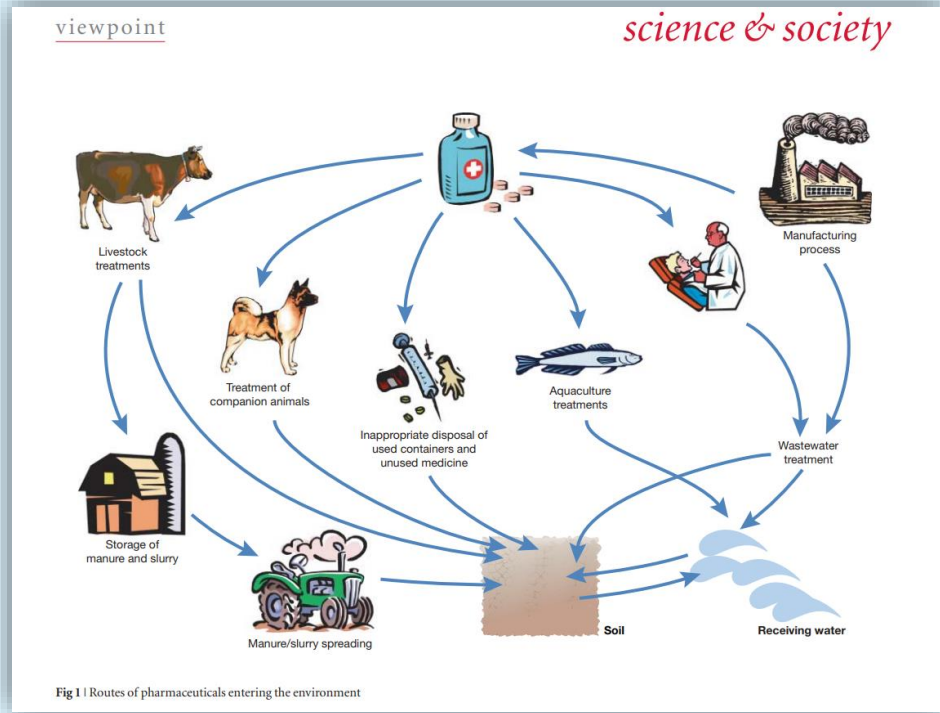 viewpoint
science & society
Livestock
treatments
Manufacturing
process
Treatment of
companion animals
Inappropriate disposal of
used containers and
unused medicine
Aquaculture
treatments
Wastewater
treatment
Storage of
manure and slurry
Manure/slurry spreading
Soil
Receiving water
Fig 1 | Routes of pharmaceuticals entering the environment